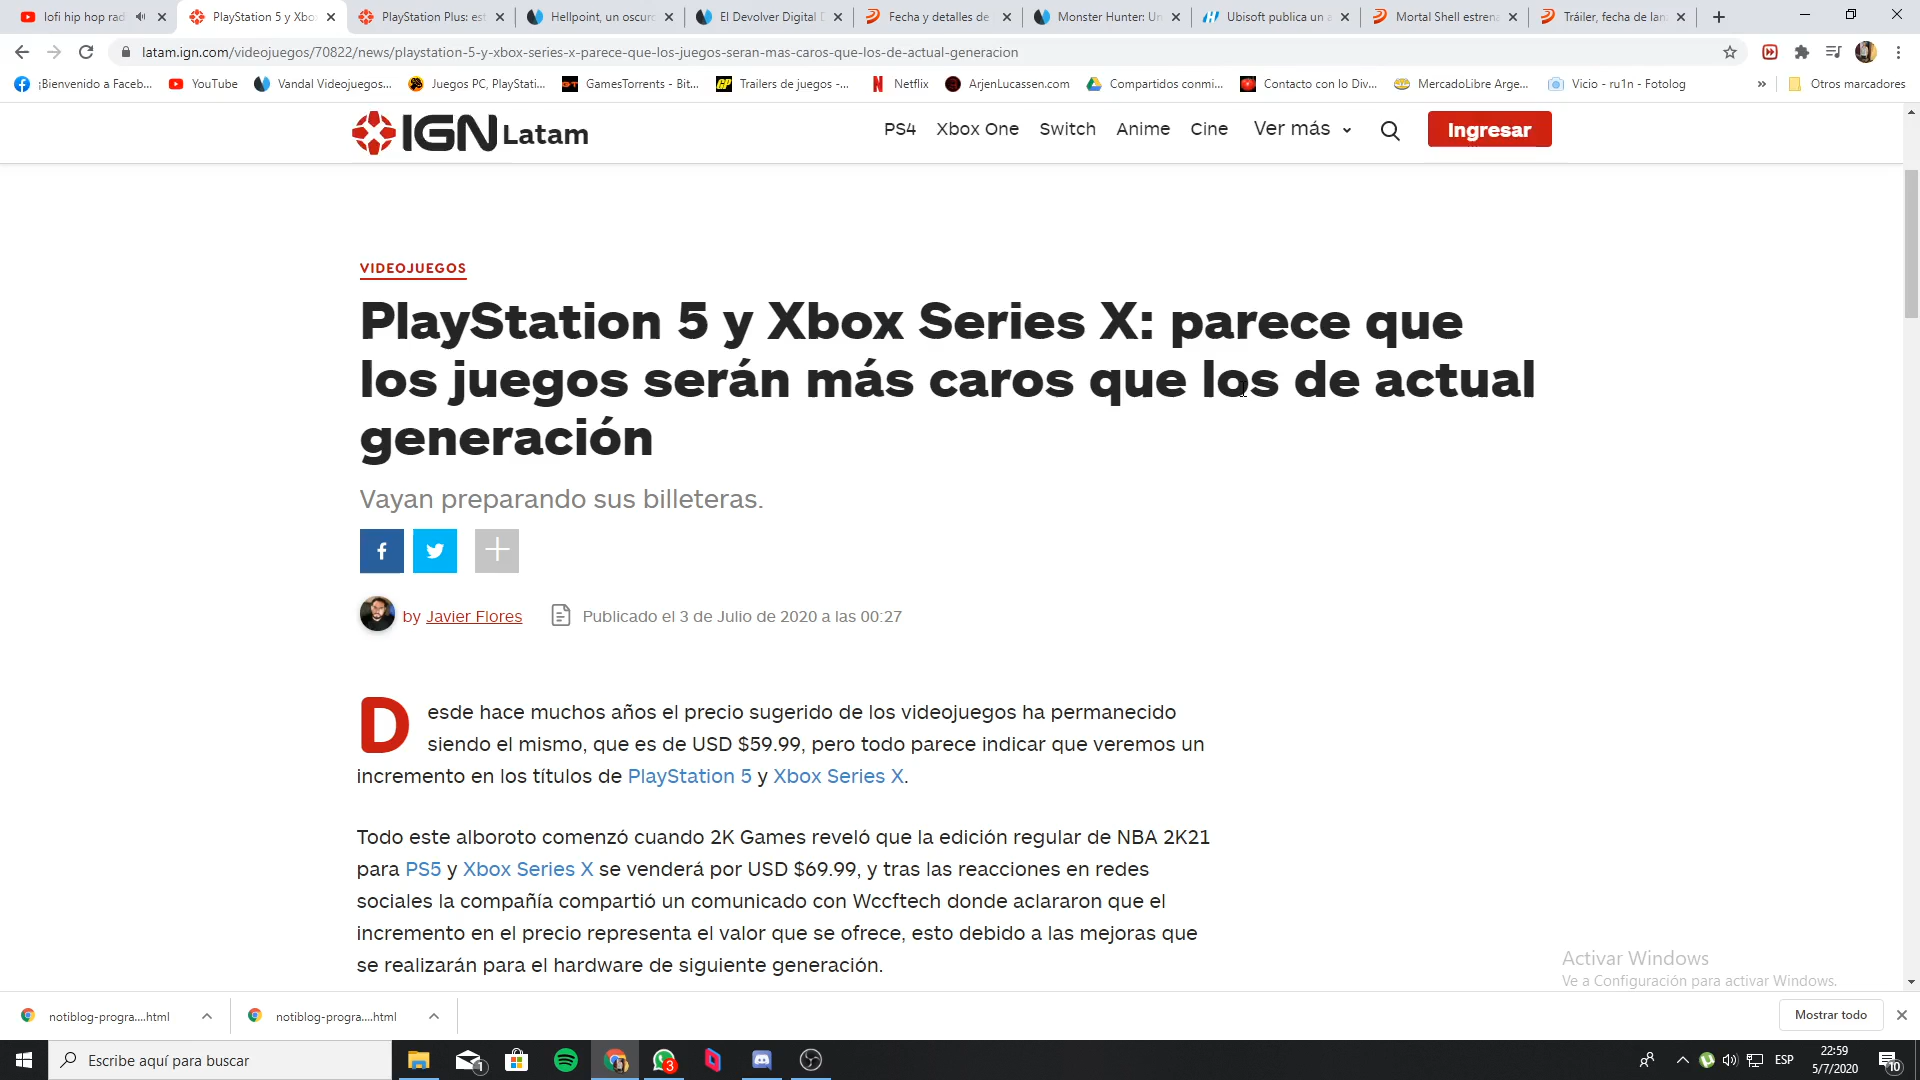 lofi hip hop rad
PlayStation 5 y Xbo
PlayStation Plus: est
Hellpoint, un oscuro
El Devolver Digital D
Fecha y detalles de
Monster Hunter: Un
Ubisoft publica un a
Mortal Shell estrena
Tráiler, fecha de lan
latam.ign.com/videojuegos/70822/news/playstation-5-y-xbox-series-x-parece-que-los-juegos-seran-mas-caros-que-los-de-actual-generacion
¡Bienvenido a Faceb...
YouTube
Vandal Videojuegos...
Juegos PC, PlayStati...
GamesTorrents - Bit...
Trailers de juegos -...
Netflix
ArjenLucassen.com
Compartidos conmi...
Contacto con lo Div...
MercadoLibre Arge...
Vicio - ru1n - Fotolog
»
Otros marcadores
IGN Latam
PS4 Xbox One Switch Anime Cine Ver más
Ingresar
VIDEOJUEGOS
PlayStation 5 y Xbox Series X: parece que
los juegos serán más caros que los de actual
generación
Vayan preparando sus billeteras.
by Javier Flores
Publicado el 3 de Julio de 2020 a las 00:27
Desde hace muchos años el precio sugerido de los videojuegos ha permanecido
siendo el mismo, que es de USD $59.99, pero todo parece indicar que veremos un
incremento en los títulos de PlayStation 5 y Xbox Series X.
Todo este alboroto comenzó cuando 2K Games reveló que la edición regular de NBA 2K21
para PS5 y Xbox Series X se venderá por USD $69.99, y tras las reacciones en redes
sociales la compañía compartió un comunicado con Wccftech donde aclararon que el
incremento en el precio representa el valor que se ofrece, esto debido a las mejoras que
se realizarán para el hardware de siguiente generación.
Activar Windows
Ve a Configuración para activar Windows.
notiblog-progra....html
notiblog-progra....html
Mostrar todo
Escribe aquí para buscar
1
3
ESP
22:59
5/7/2020
10